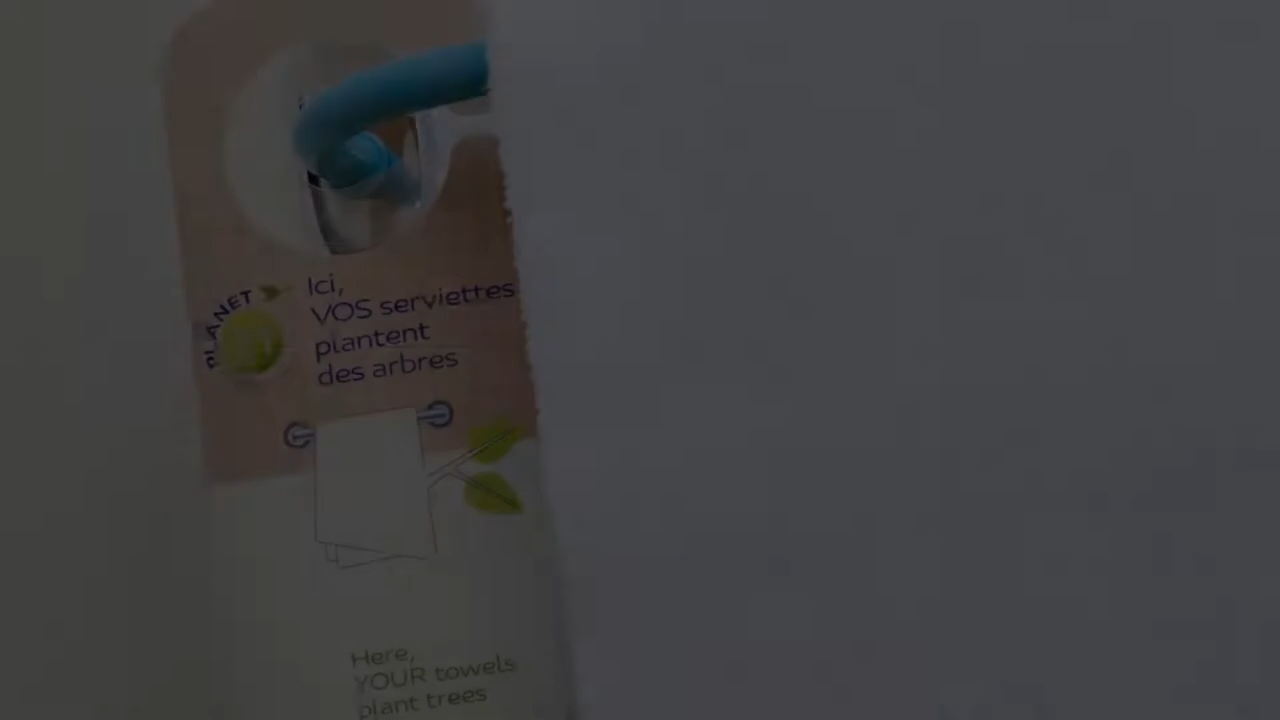 PLANET
Ici,
VOS serviettes
plantent
des arbres
Here,
YOUR towels
plant trees